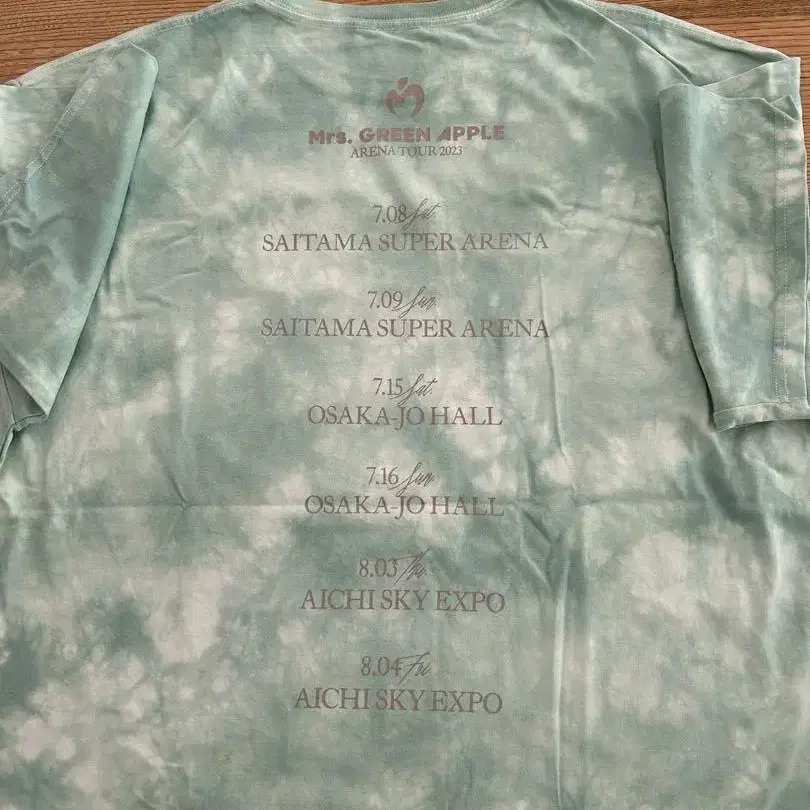 Mrs. GREEN APPLE
ARENA TOUR 2023
7.08 Sat.
SAITAMA SUPER ARENA
7.09 Sun.
SAITAMA SUPER ARENA
7.15 Sat.
OSAKA-JO HALL
7.16 Sun.
OSAKA-JO HALL
8.03 Thu.
AICHI SKY EXPO
8.04 Fri.
AICHI SKY EXPO